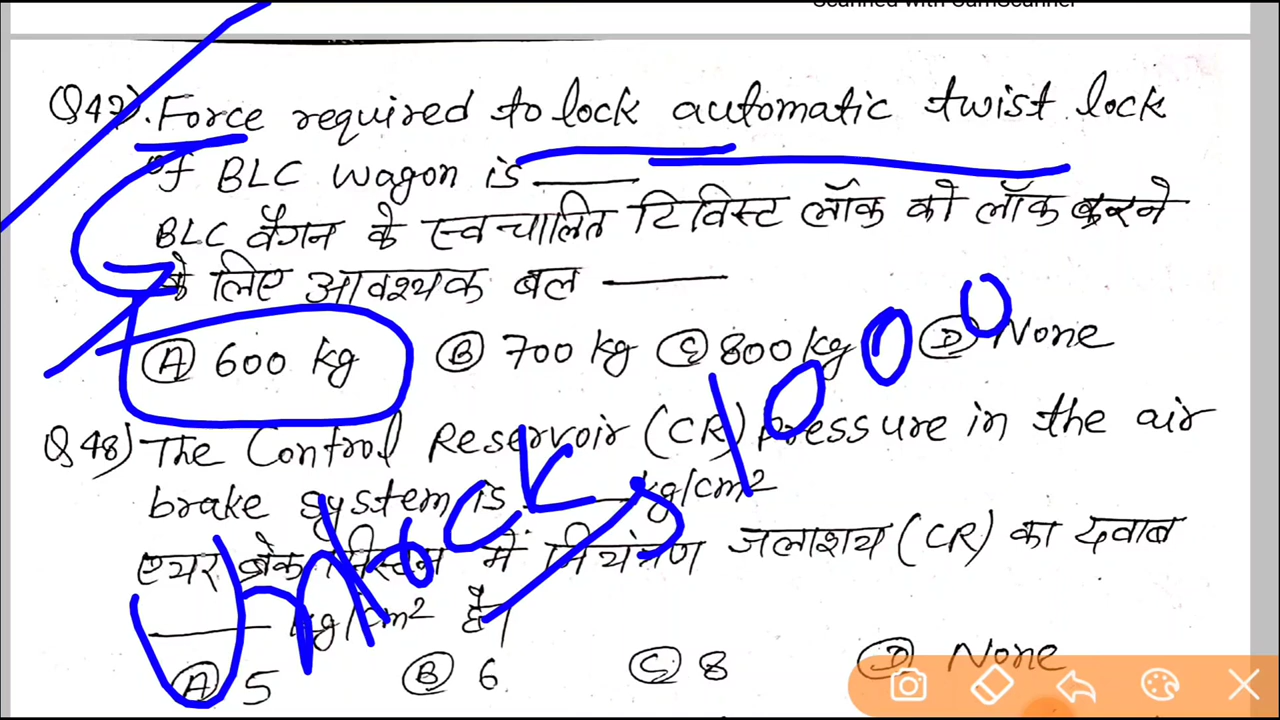 Scanned with CamScanner
Q47). Force required to lock automatic twist lock
of BLC wagon is ____
BLC वैगन के स्वचालित टिविस्ट लॉक को लॉक करने
के लिए आवश्यक बल ____
(A) 600 kg (B) 700 kg (C) 800 kg (D) None
1000
Q48) The Control Reservoir (CR) Pressure in the air
brake system is ____ kg/cm²
एयर ब्रेक सिस्टम में नियंत्रण जलाशय (CR) का दवाब
____ kg/cm² है।
Unlock
(A) 5 (B) 6 (C) 8 (D) None